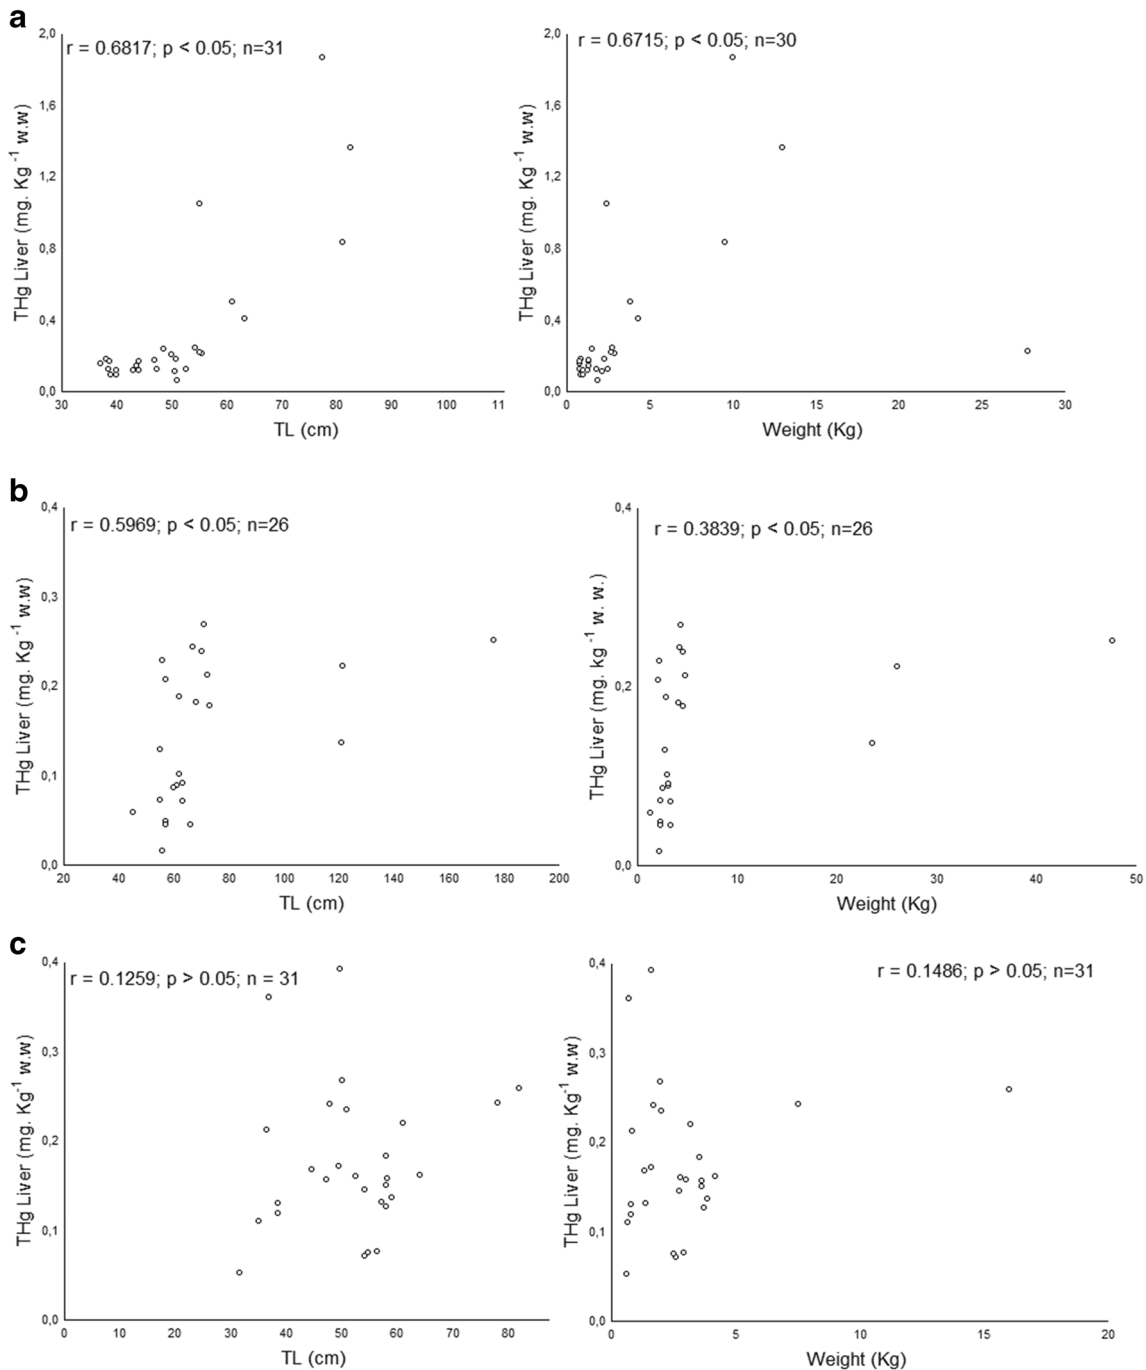 a
r = 0.6817; p < 0.05; n=31
THg Liver (mg. Kg-1 w.w)
2,0
1,6
1,2
0,8
0,4
0,0
30 40 50 60 70 80 90 100 11
TL (cm)
r = 0.6715; p < 0.05; n=30
THg Liver (mg. Kg-1 w.w)
2,0
1,6
1,2
0,8
0,4
0,0
0 5 10 15 20 25 30
Weight (Kg)
b
r = 0.5969; p < 0.05; n=26
THg Liver (mg. Kg-1 w.w)
0,4
0,3
0,2
0,1
0,0
20 40 60 80 100 120 140 160 180 200
TL (cm)
r = 0.3839; p < 0.05; n=26
THg Liver (mg. kg-1 w. w.)
0,4
0,2
0,0
0 10 20 30 40 50
Weight (Kg)
c
r = 0.1259; p > 0.05; n = 31
THg Liver (mg. Kg-1 w.w)
0,4
0,3
0,2
0,1
0,0
0 10 20 30 40 50 60 70 80
TL (cm)
r = 0.1486; p > 0.05; n=31
THg Liver (mg. Kg-1 w.w)
0,4
0,3
0,2
0,1
0,0
0 5 10 15 20
Weight (Kg)